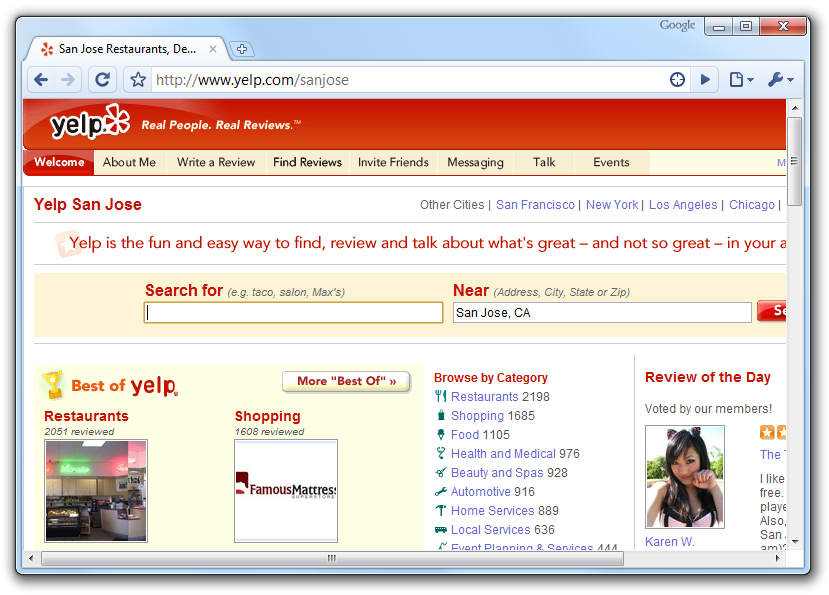 Google
San Jose Restaurants, De...
http://www.yelp.com/sanjose
yelp Real People. Real Reviews.™
Welcome About Me Write a Review Find Reviews Invite Friends Messaging Talk Events M
Yelp San Jose Other Cities | San Francisco | New York | Los Angeles | Chicago |
Yelp is the fun and easy way to find, review and talk about what's great – and not so great – in your a
Search for (e.g. taco, salon, Max's) Near (Address, City, State or Zip)
San Jose, CA Se
Best of yelp® More "Best Of" »
Restaurants Shopping
2051 reviewed 1608 reviewed
FamousMattress
SUPERSTORE
Browse by Category
Restaurants 2198
Shopping 1685
Food 1105
Health and Medical 976
Beauty and Spas 928
Automotive 916
Home Services 889
Local Services 636
Event Planning & Services 444
Review of the Day
Voted by our members!
The T
I like
free.
playe
Also,
San J
am)?
Karen W.